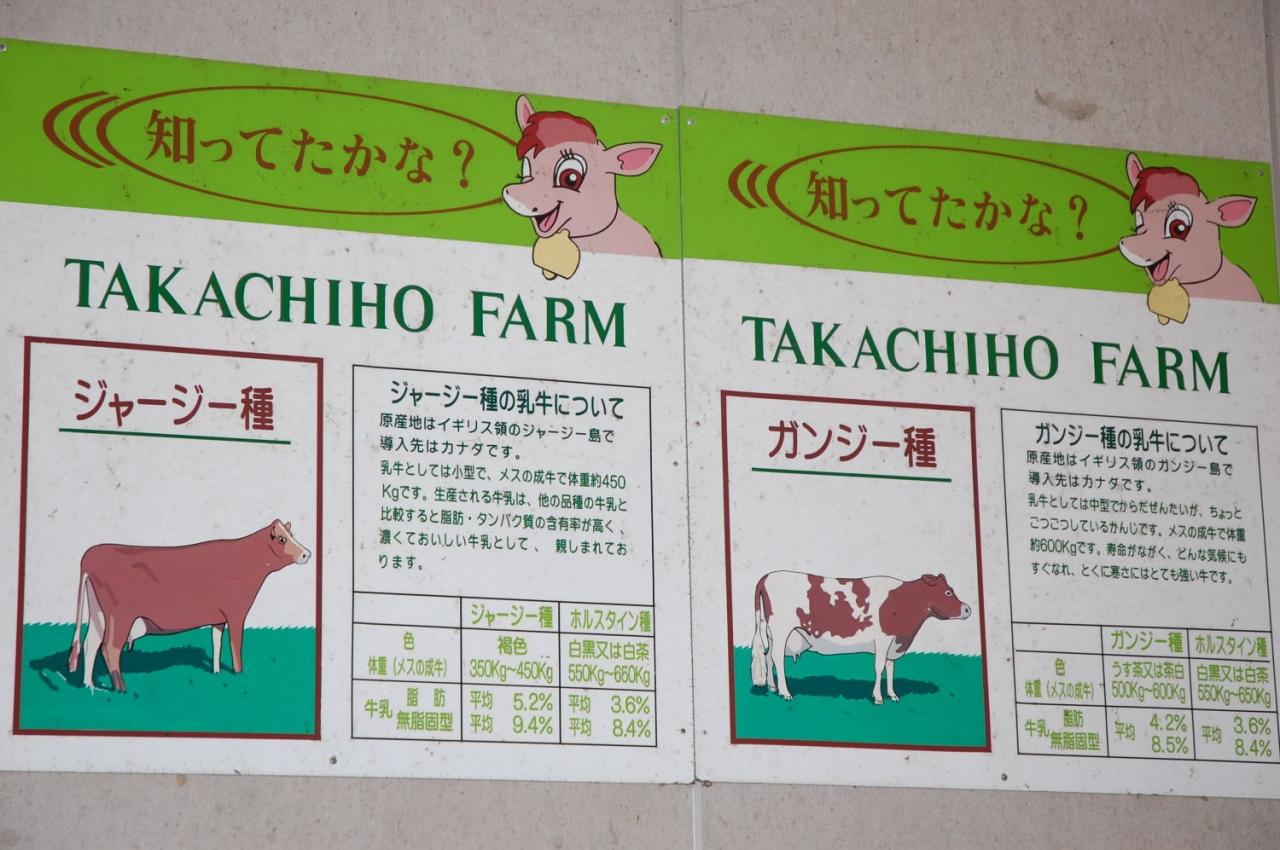 知ってたかな?
TAKACHIHO FARM
ジャージー種
ジャージー種の乳牛について
原産地はイギリス領のジャージー島で
導入先はカナダです。
乳牛としては小型で、メスの成牛で体重約450
Kgです。生産される牛乳は、他の品種の牛乳と
比較すると脂肪・タンパク質の含有率が高く、
濃くておいしい牛乳として、親しまれてお
ります。
ジャージー種 ホルスタイン種
色 褐色 白黒又は白茶
体重(メスの成牛) 350Kg~450Kg 550Kg~650Kg
牛乳 脂肪 平均 5.2% 平均 3.6%
無脂固型 平均 9.4% 平均 8.4%
知ってたかな?
TAKACHIHO FARM
ガンジー種
ガンジー種の乳牛について
原産地はイギリス領のガンジー島で
導入先はカナダです。
乳牛としては中型でからだぜんたいが、ちょっと
ごつごつしているかんじです。メスの成牛で体重
約600Kgです。寿命がながく、どんな気候にも
すぐなれ、とくに寒さにはとても強い牛です。
ガンジー種 ホルスタイン種
色 うす茶又は茶白 白黒又は白茶
体重(メスの成牛) 500Kg~600Kg 550Kg~650Kg
牛乳 脂肪 平均 4.2% 平均 3.6%
無脂固型 8.5% 8.4%